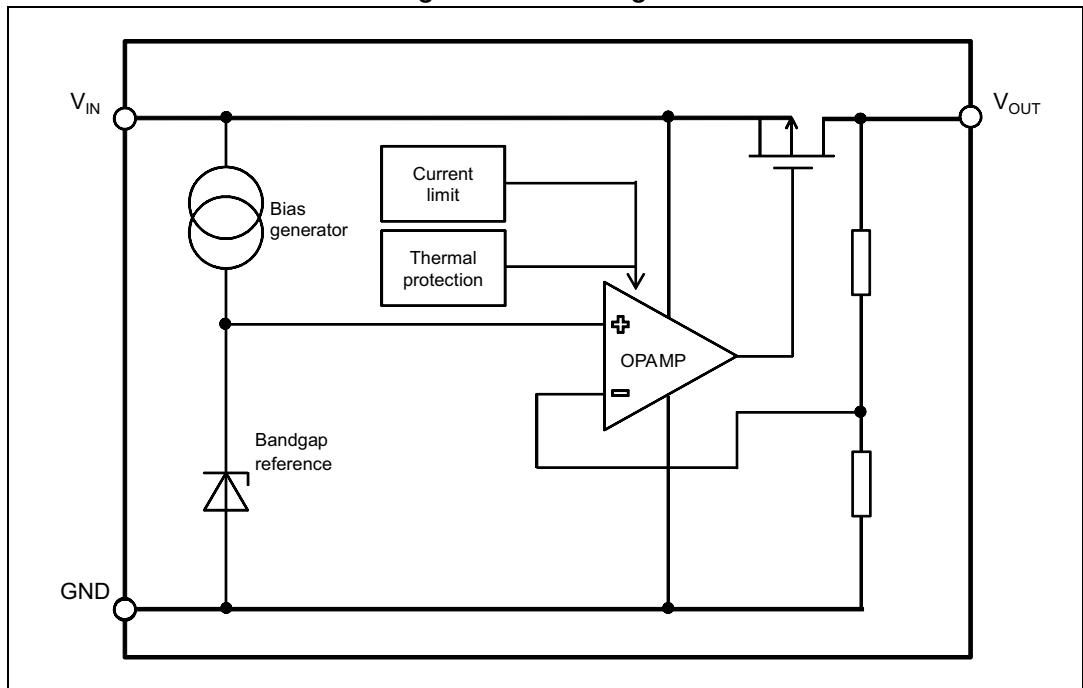 V_IN
V_OUT
Current
limit
Bias
generator
Thermal
protection
+
OPAMP
-
Bandgap
reference
GND